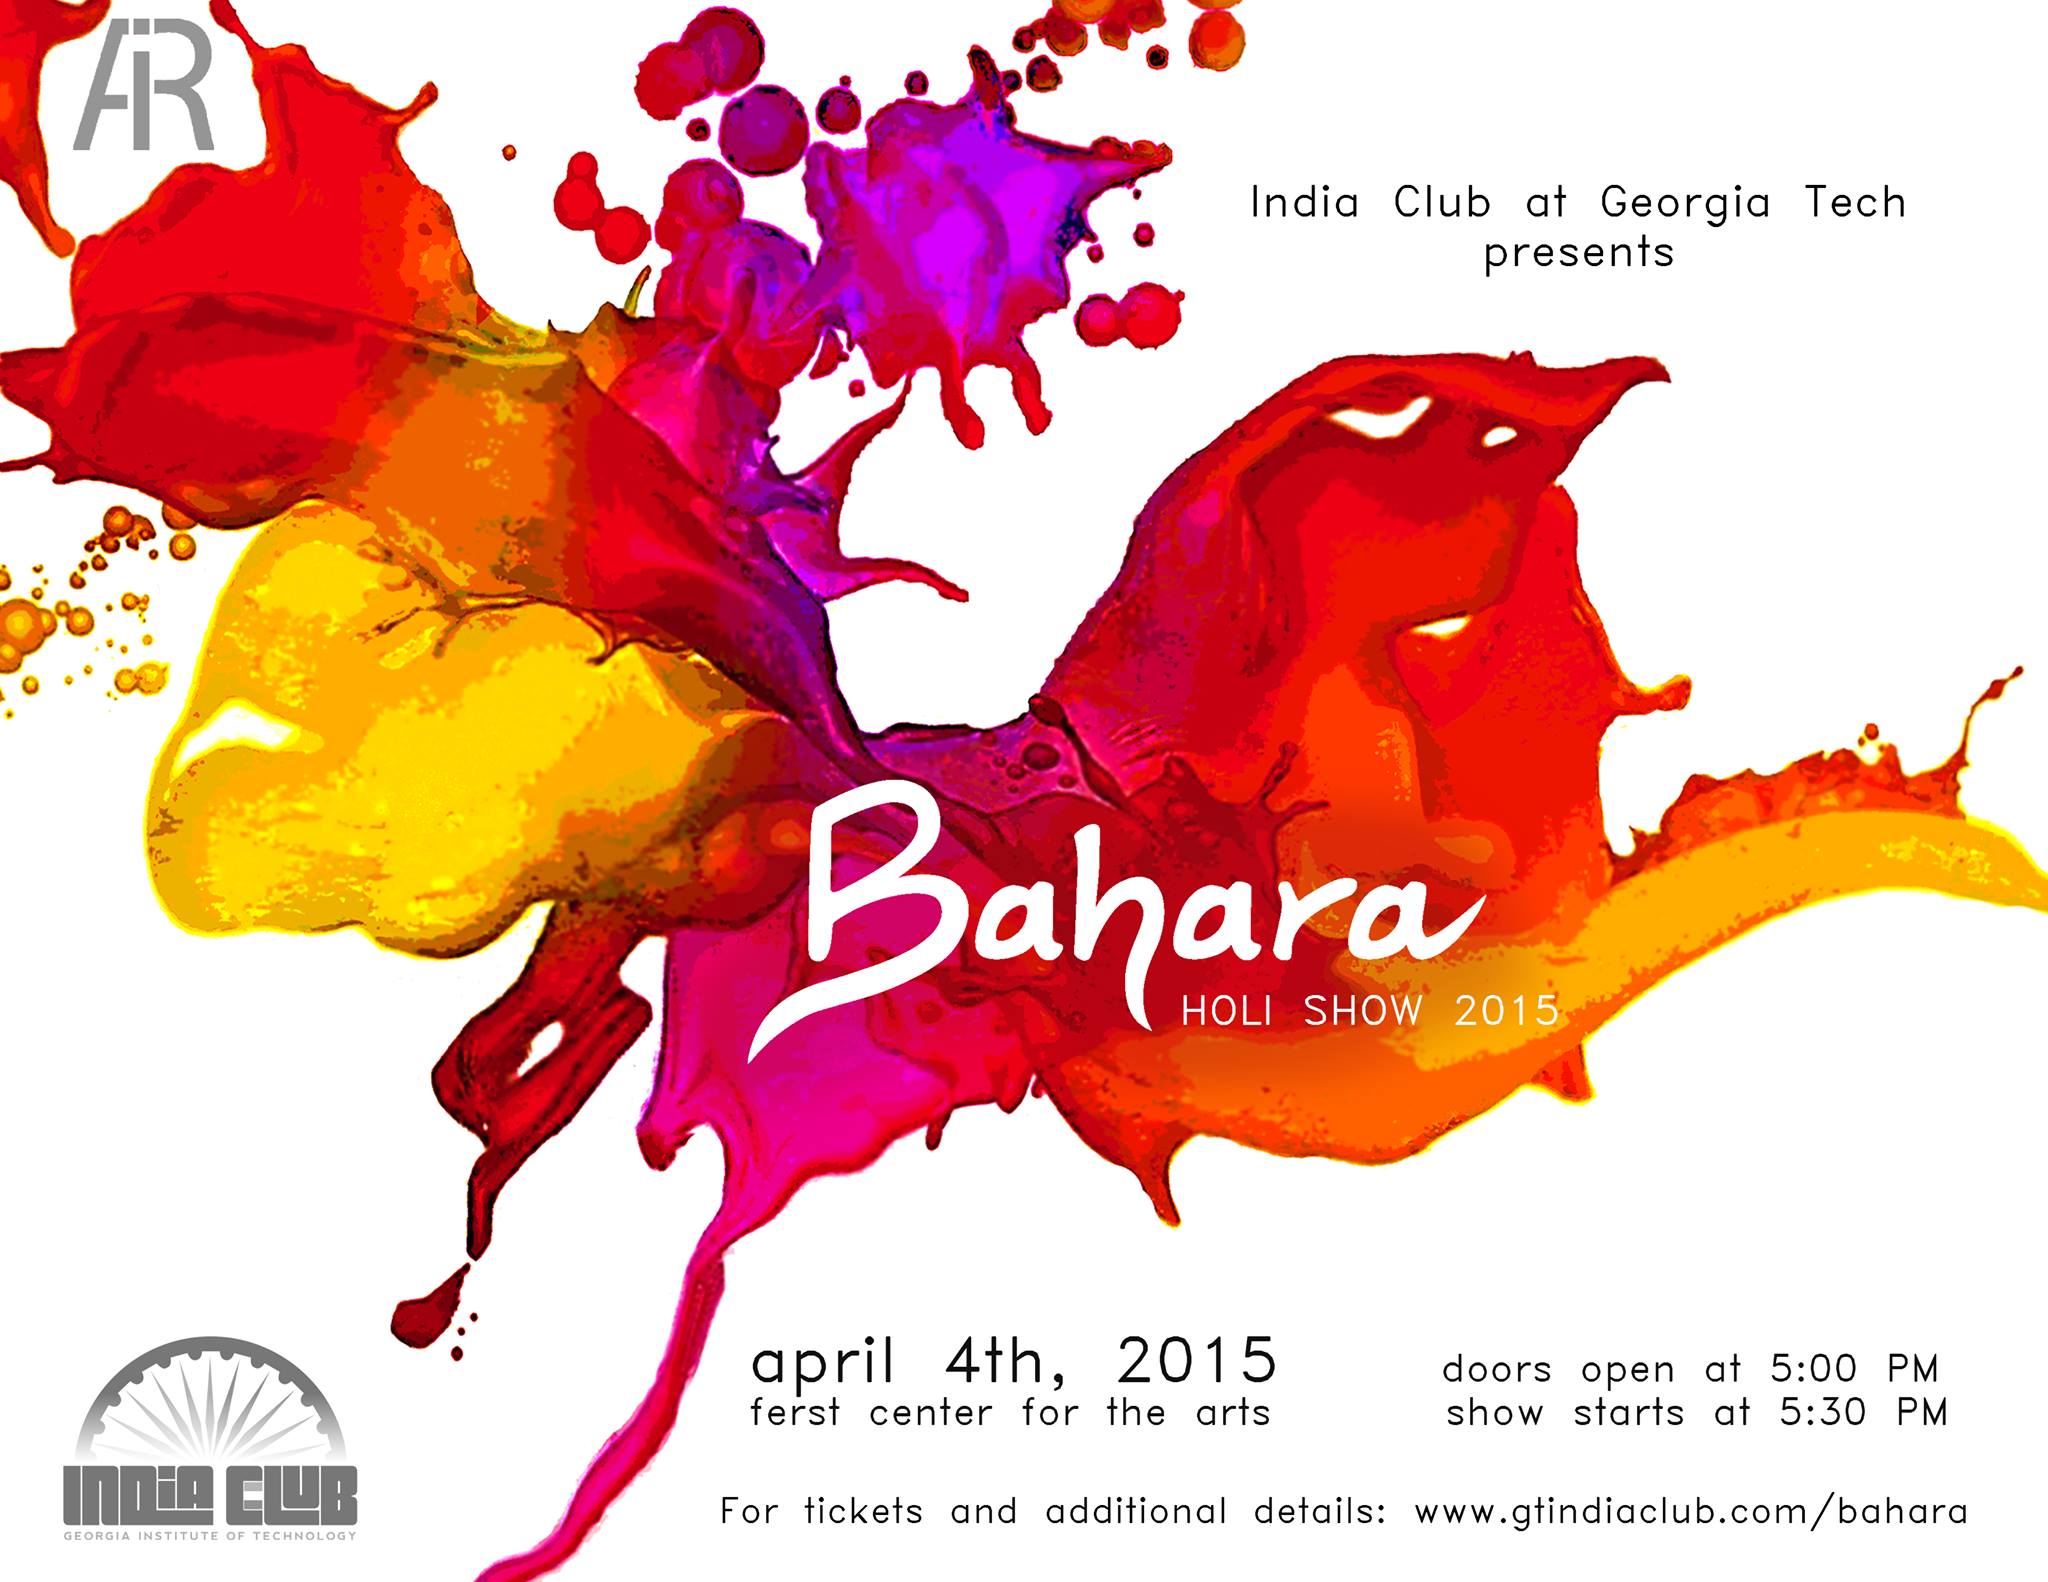 AiR
India Club at Georgia Tech
presents
Bahara
HOLI SHOW 2015
april 4th, 2015
ferst center for the arts
doors open at 5:00 PM
show starts at 5:30 PM
INDiA CLUB
GEORGIA INSTITUTE OF TECHNOLOGY
For tickets and additional details: www.gtindiaclub.com/bahara